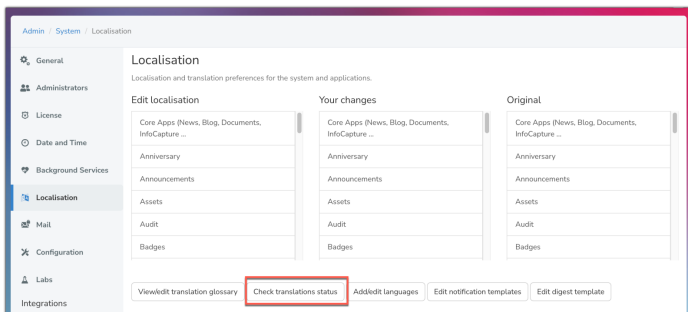 Admin / System / Localisation
General
Administrators
License
Date and Time
Background Services
Localisation
Mail
Configuration
Labs
Integrations
Localisation
Localisation and translation preferences for the system and applications.
Edit localisation
Core Apps (News, Blog, Documents,
InfoCapture ...
Anniversary
Announcements
Assets
Audit
Badges
Your changes
Core Apps (News, Blog, Documents,
InfoCapture ...
Anniversary
Announcements
Assets
Audit
Badges
Original
Core Apps (News, Blog, Documents,
InfoCapture ...
Anniversary
Announcements
Assets
Audit
Badges
View/edit translation glossary
Check translations status
Add/edit languages
Edit notification templates
Edit digest template